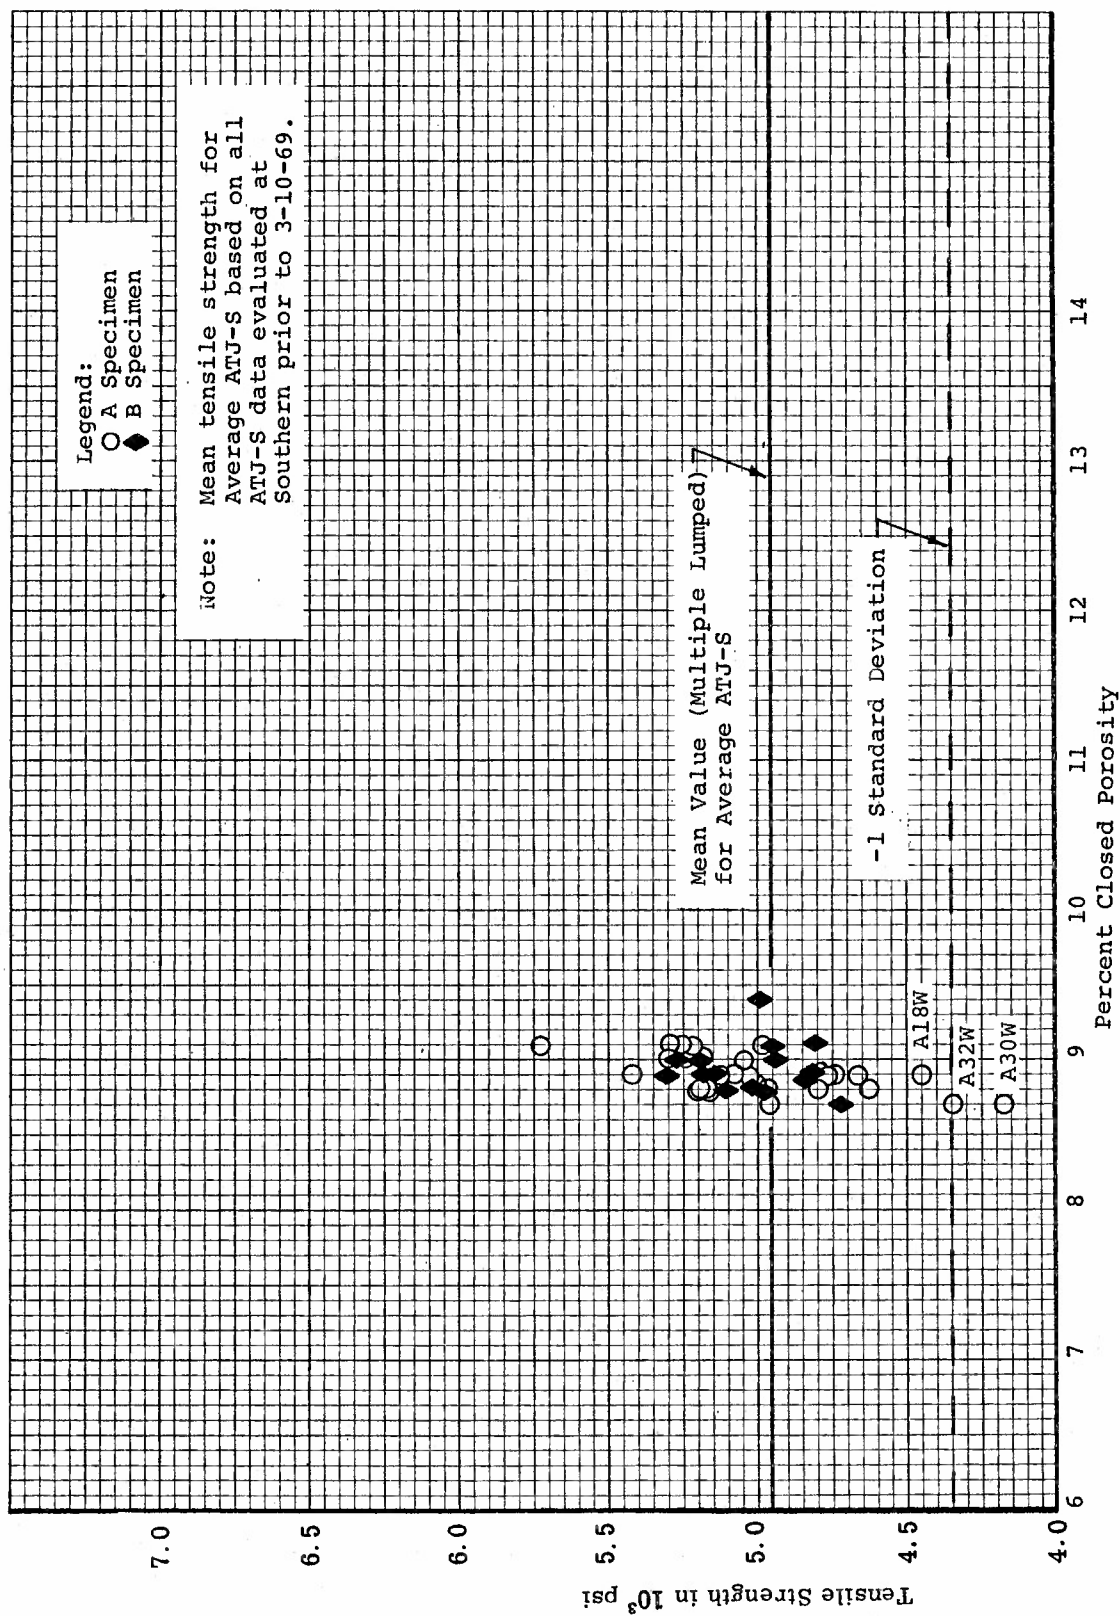 Legend:
A Specimen
B Specimen
Note: Mean tensile strength for
Average ATJ-S based on all
ATJ-S data evaluated at
Southern prior to 3-10-69.
Mean Value (Multiple Lumped)
for Average ATJ-S
-1 Standard Deviation
A18W
A32W
A30W
7.0
6.5
6.0
5.5
5.0
4.5
4.0
Tensile Strength in 10³ psi
6 7 8 9 10 11 12 13 14
Percent Closed Porosity